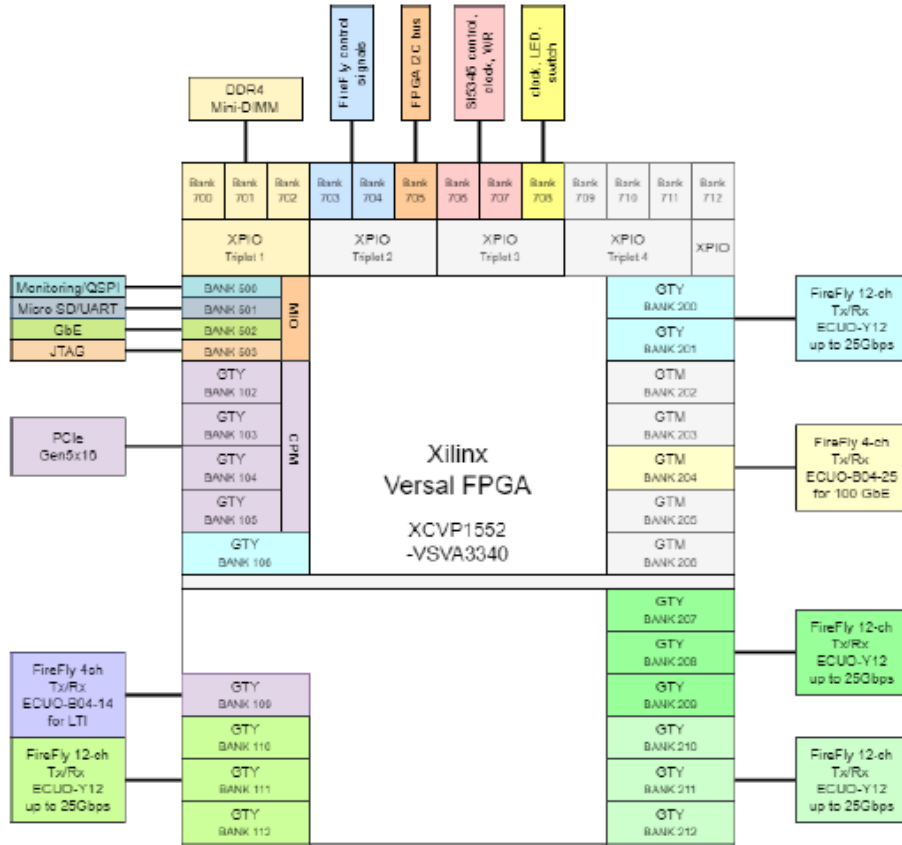 FireFly control
signals
FPGA I2C bus
SI5345 control,
clock, WR
clock, LED,
switch
DDR4
Mini-DIMM
Bank
700
Bank
701
Bank
702
Bank
703
Bank
704
Bank
705
Bank
706
Bank
707
Bank
708
Bank
709
Bank
710
Bank
711
Bank
712
XPIO
Triplet 1
XPIO
Triplet 2
XPIO
Triplet 3
XPIO
Triplet 4
XPIO
Monitoring/QSPI
Micro SD/UART
GbE
JTAG
BANK 500
BANK 501
BANK 502
BANK 503
MIO
GTY
BANK 102
GTY
BANK 103
GTY
BANK 104
GTY
BANK 105
CPM
GTY
BANK 106
PCIe
Gen5x16
Xilinx
Versal FPGA
XCVP1552
-VSVA3340
GTY
BANK 200
GTY
BANK 201
GTM
BANK 202
GTM
BANK 203
GTM
BANK 204
GTM
BANK 205
GTM
BANK 206
FireFly 12-ch
Tx/Rx
ECUO-Y12
up to 25Gbps
FireFly 4-ch
Tx/Rx
ECUO-B04-25
for 100 GbE
GTY
BANK 207
GTY
BANK 208
GTY
BANK 209
GTY
BANK 210
GTY
BANK 211
GTY
BANK 212
FireFly 12-ch
Tx/Rx
ECUO-Y12
up to 25Gbps
FireFly 12-ch
Tx/Rx
ECUO-Y12
up to 25Gbps
FireFly 4ch
Tx/Rx
ECUO-B04-14
for LTI
FireFly 12-ch
Tx/Rx
ECUO-Y12
up to 25Gbps
GTY
BANK 109
GTY
BANK 110
GTY
BANK 111
GTY
BANK 112